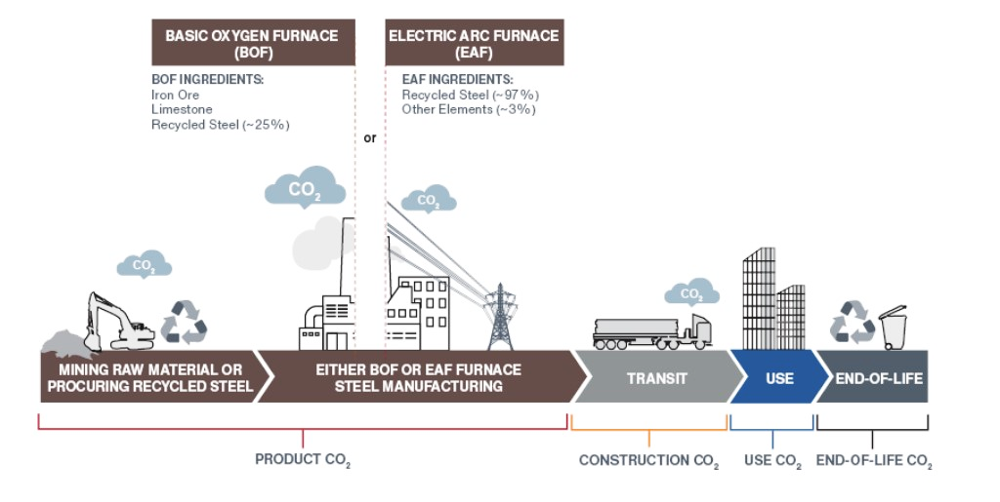 BASIC OXYGEN FURNACE
(BOF)
ELECTRIC ARC FURNACE
(EAF)
BOF INGREDIENTS:
Iron Ore
Limestone
Recycled Steel (~25%)
EAF INGREDIENTS:
Recycled Steel (~97%)
Other Elements (~3%)
or
CO₂
CO₂
CO₂
CO₂
MINING RAW MATERIAL OR
PROCURING RECYCLED STEEL
EITHER BOF OR EAF FURNACE
STEEL MANUFACTURING
TRANSIT
USE
END-OF-LIFE
PRODUCT CO₂
CONSTRUCTION CO₂
USE CO₂
END-OF-LIFE CO₂